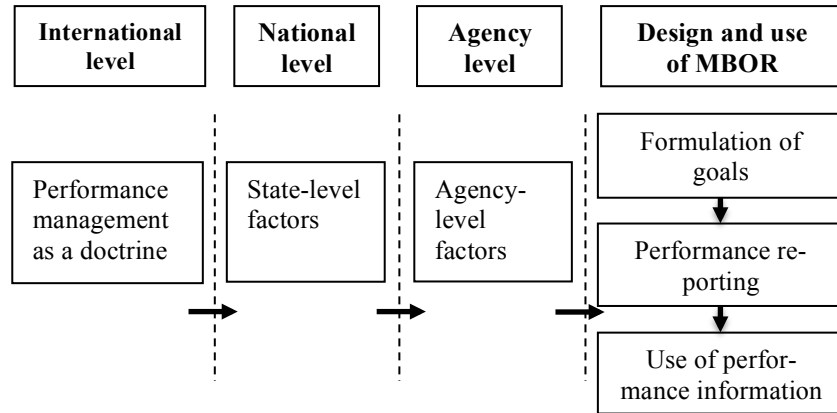 International
level
National
level
Agency
level
Design and use
of MBOR
Performance
management
as a doctrine
State-level
factors
Agency-
level
factors
Formulation of
goals
Performance re-
porting
Use of perfor-
mance information